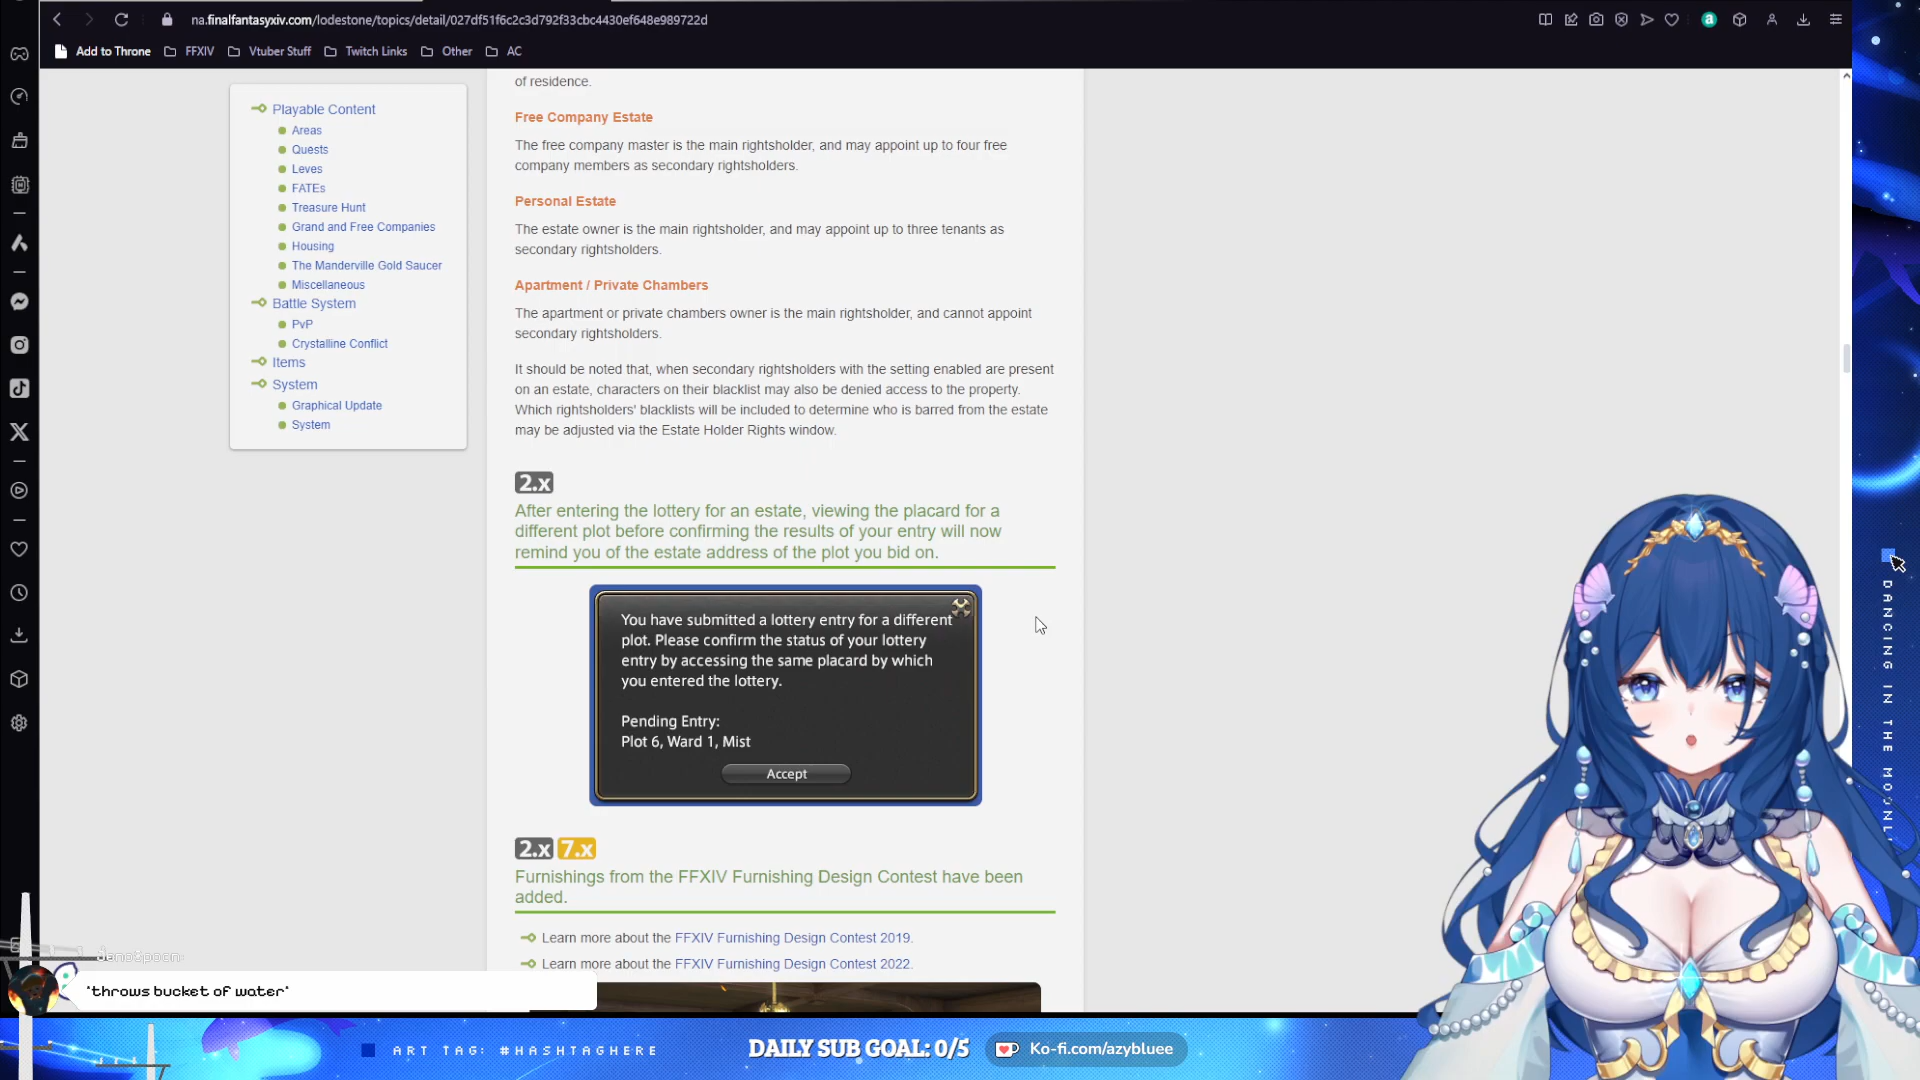 na.finalfantasyxiv.com/lodestone/topics/detail/027df51f6c2c3d792f33cbc4430ef648e989722d
Add to Throne
FFXIV
Vtuber Stuff
Twitch Links
Other
AC
Playable Content
Areas
Quests
Leves
FATEs
Treasure Hunt
Grand and Free Companies
Housing
The Manderville Gold Saucer
Miscellaneous
Battle System
PvP
Crystalline Conflict
Items
System
Graphical Update
System
of residence.
Free Company Estate
The free company master is the main rightsholder, and may appoint up to four free
company members as secondary rightsholders.
Personal Estate
The estate owner is the main rightsholder, and may appoint up to three tenants as
secondary rightsholders.
Apartment / Private Chambers
The apartment or private chambers owner is the main rightsholder, and cannot appoint
secondary rightsholders.
It should be noted that, when secondary rightsholders with the setting enabled are present
on an estate, characters on their blacklist may also be denied access to the property.
Which rightsholders' blacklists will be included to determine who is barred from the estate
may be adjusted via the Estate Holder Rights window.
2.x
After entering the lottery for an estate, viewing the placard for a
different plot before confirming the results of your entry will now
remind you of the estate address of the plot you bid on.
You have submitted a lottery entry for a different
plot. Please confirm the status of your lottery
entry by accessing the same placard by which
you entered the lottery.
Pending Entry:
Plot 6, Ward 1, Mist
Accept
2.x 7.x
Furnishings from the FFXIV Furnishing Design Contest have been
added.
Learn more about the FFXIV Furnishing Design Contest 2019.
Learn more about the FFXIV Furnishing Design Contest 2022.
*throws bucket of water*
ART TAG: #HASHTAGHERE
DAILY SUB GOAL: 0/5
Ko-fi.com/azybluee
DANCING IN THE